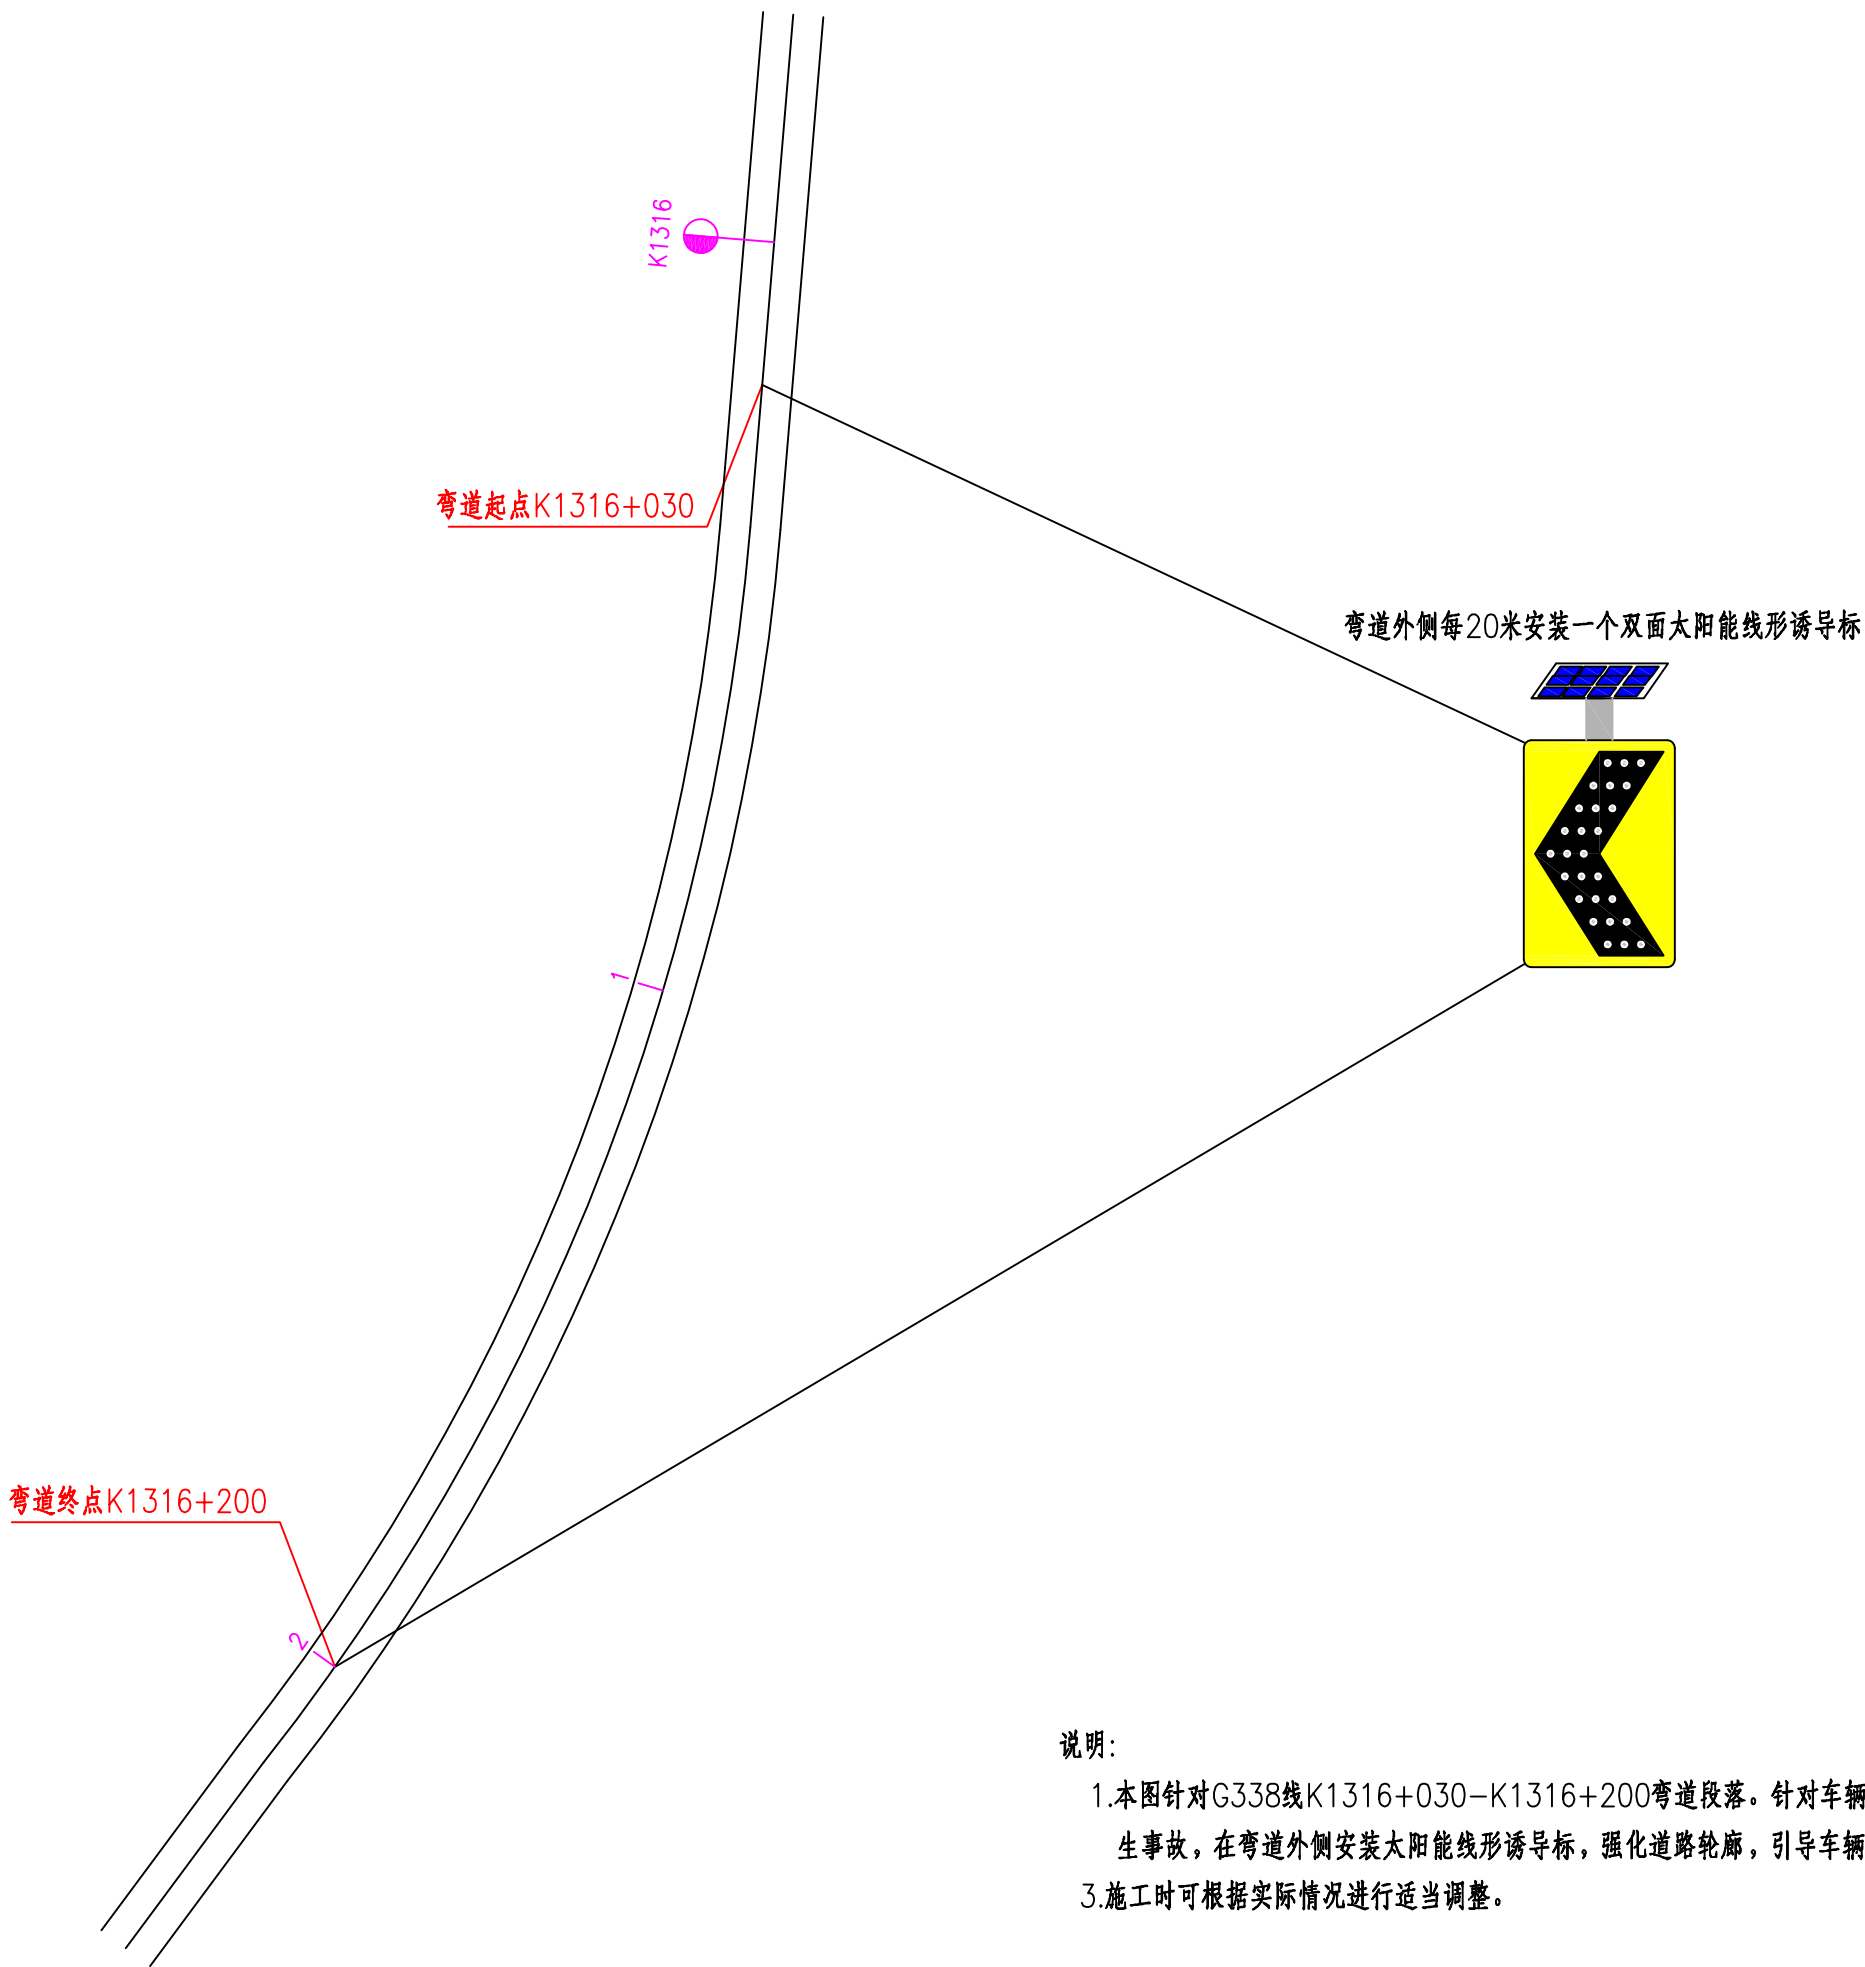 K1316
弯道起点K1316+030
弯道外侧每20米安装一个双面太阳能线形诱导标
1
弯道终点K1316+200
2
说明:
1.本图针对G338线K1316+030-K1316+200弯道段落。针对车辆
生事故，在弯道外侧安装太阳能线形诱导标，强化道路轮廊，引导车辆
3.施工时可根据实际情况进行适当调整。